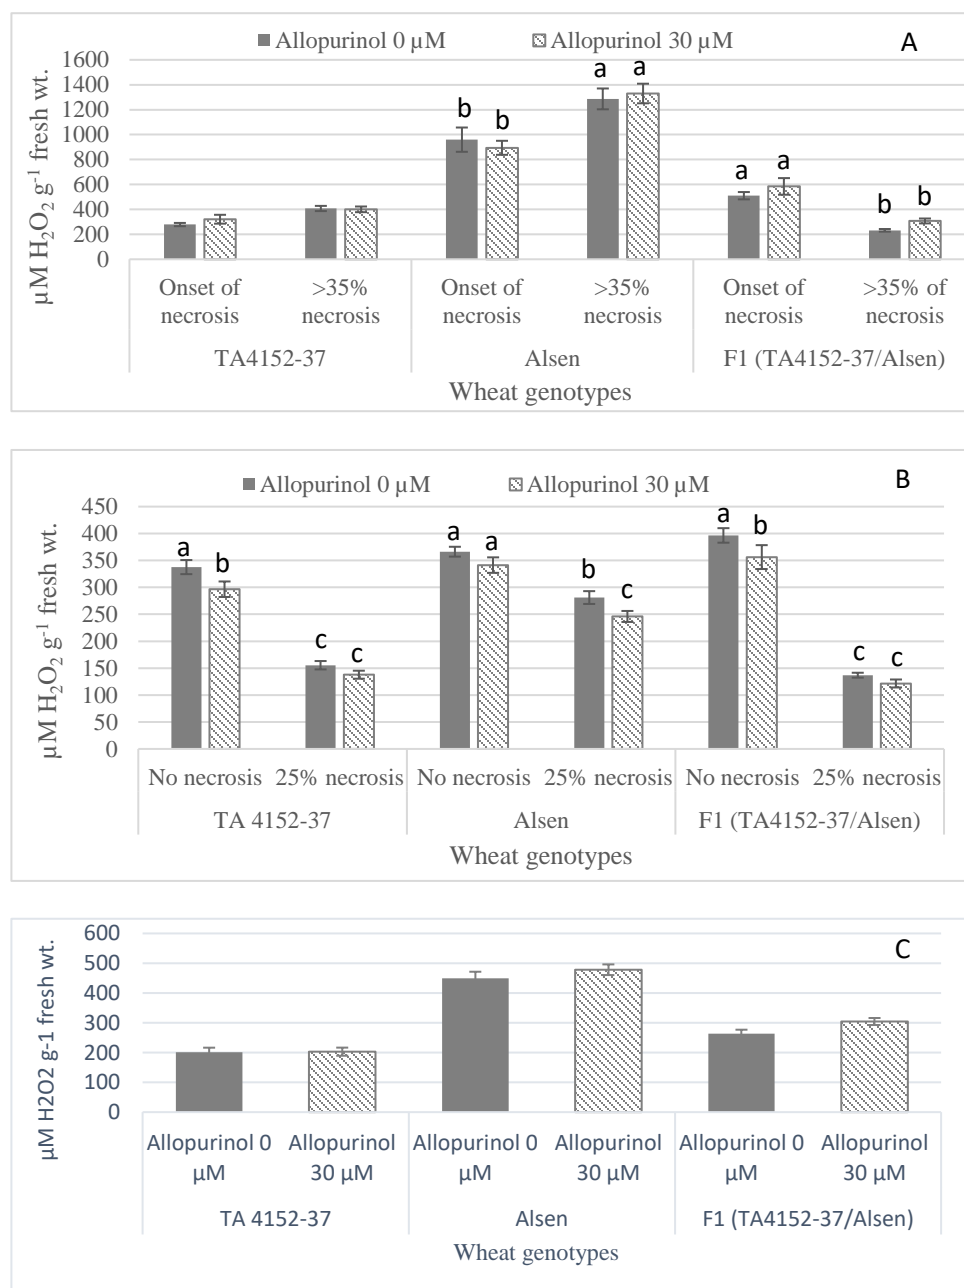 Allopurinol 0 µM Allopurinol 30 µM A
1600
1400
1200
1000
800
600
400
200
0
µM H₂O₂ g⁻¹ fresh wt.
b b a a a a b b
Onset of necrosis >35% necrosis Onset of necrosis >35% necrosis Onset of necrosis >35% of necrosis
TA4152-37 Alsen F1 (TA4152-37/Alsen)
Wheat genotypes
Allopurinol 0 µM Allopurinol 30 µM B
450
400
350
300
250
200
150
100
50
0
µM H₂O₂ g⁻¹ fresh wt.
a b c c a a b c a b c c
No necrosis 25% necrosis No necrosis 25% necrosis No necrosis 25% necrosis
TA 4152-37 Alsen F1 (TA4152-37/Alsen)
Wheat genotypes
C
600
500
400
300
200
100
0
µM H2O2 g-1 fresh wt.
Allopurinol 0 µM Allopurinol 30 µM Allopurinol 0 µM Allopurinol 30 µM Allopurinol 0 µM Allopurinol 30 µM
TA 4152-37 Alsen F1 (TA4152-37/Alsen)
Wheat genotypes